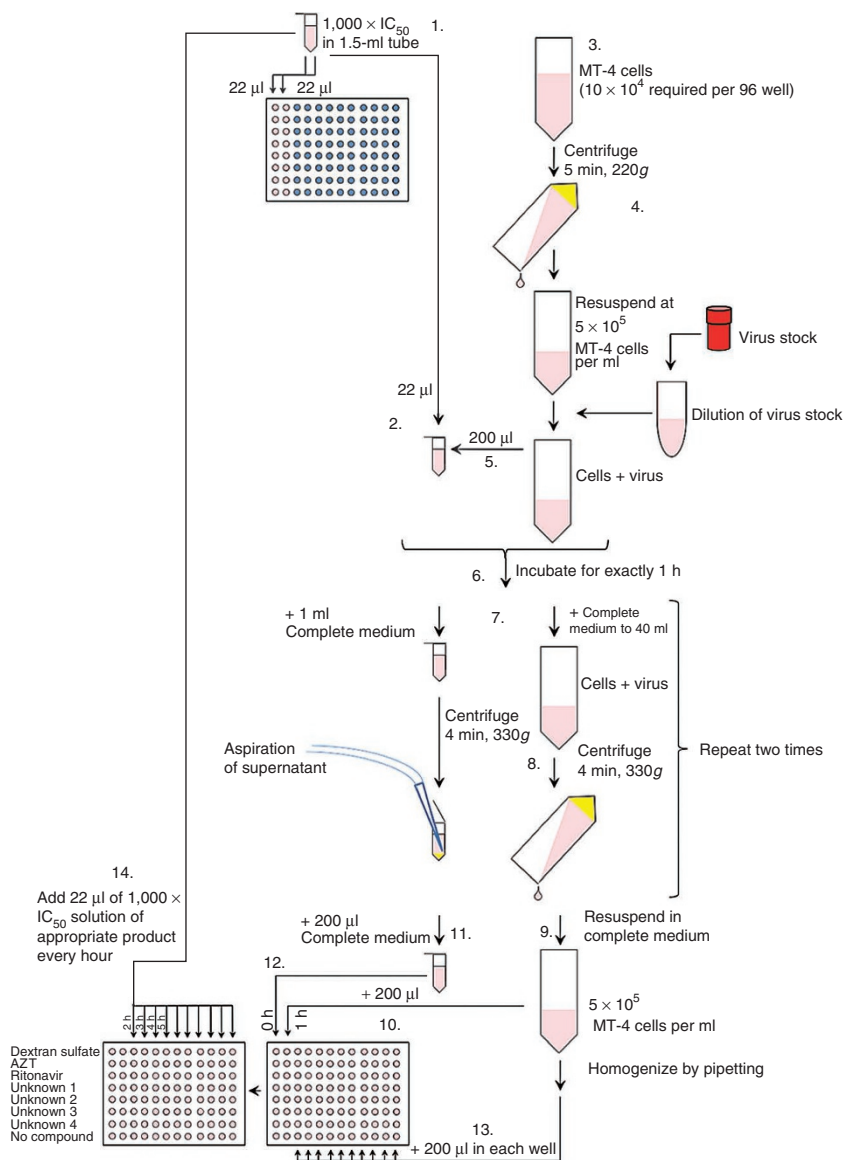 1,000 × IC50
in 1.5-ml tube
1.
22 µl
22 µl
3.
MT-4 cells
(10 × 10^4 required per 96 well)
Centrifuge
5 min, 220g
4.
Resuspend at
5 × 10^5
MT-4 cells
per ml
Virus stock
Dilution of virus stock
22 µl
2.
200 µl
5.
Cells + virus
6.
Incubate for exactly 1 h
+ 1 ml
Complete medium
7.
+ Complete
medium to 40 ml
Cells + virus
Centrifuge
4 min, 330g
Aspiration
of supernatant
8.
Centrifuge
4 min, 330g
Repeat two times
14.
Add 22 µl of 1,000 ×
IC50 solution of
appropriate product
every hour
+ 200 µl
Complete medium
11.
9.
Resuspend in
complete medium
12.
+ 200 µl
5 × 10^5
MT-4 cells per ml
10.
0 h
1 h
2 h
3 h
4 h
5 h
Homogenize by pipetting
Dextran sulfate
AZT
Ritonavir
Unknown 1
Unknown 2
Unknown 3
Unknown 4
No compound
13.
+ 200 µl in each well